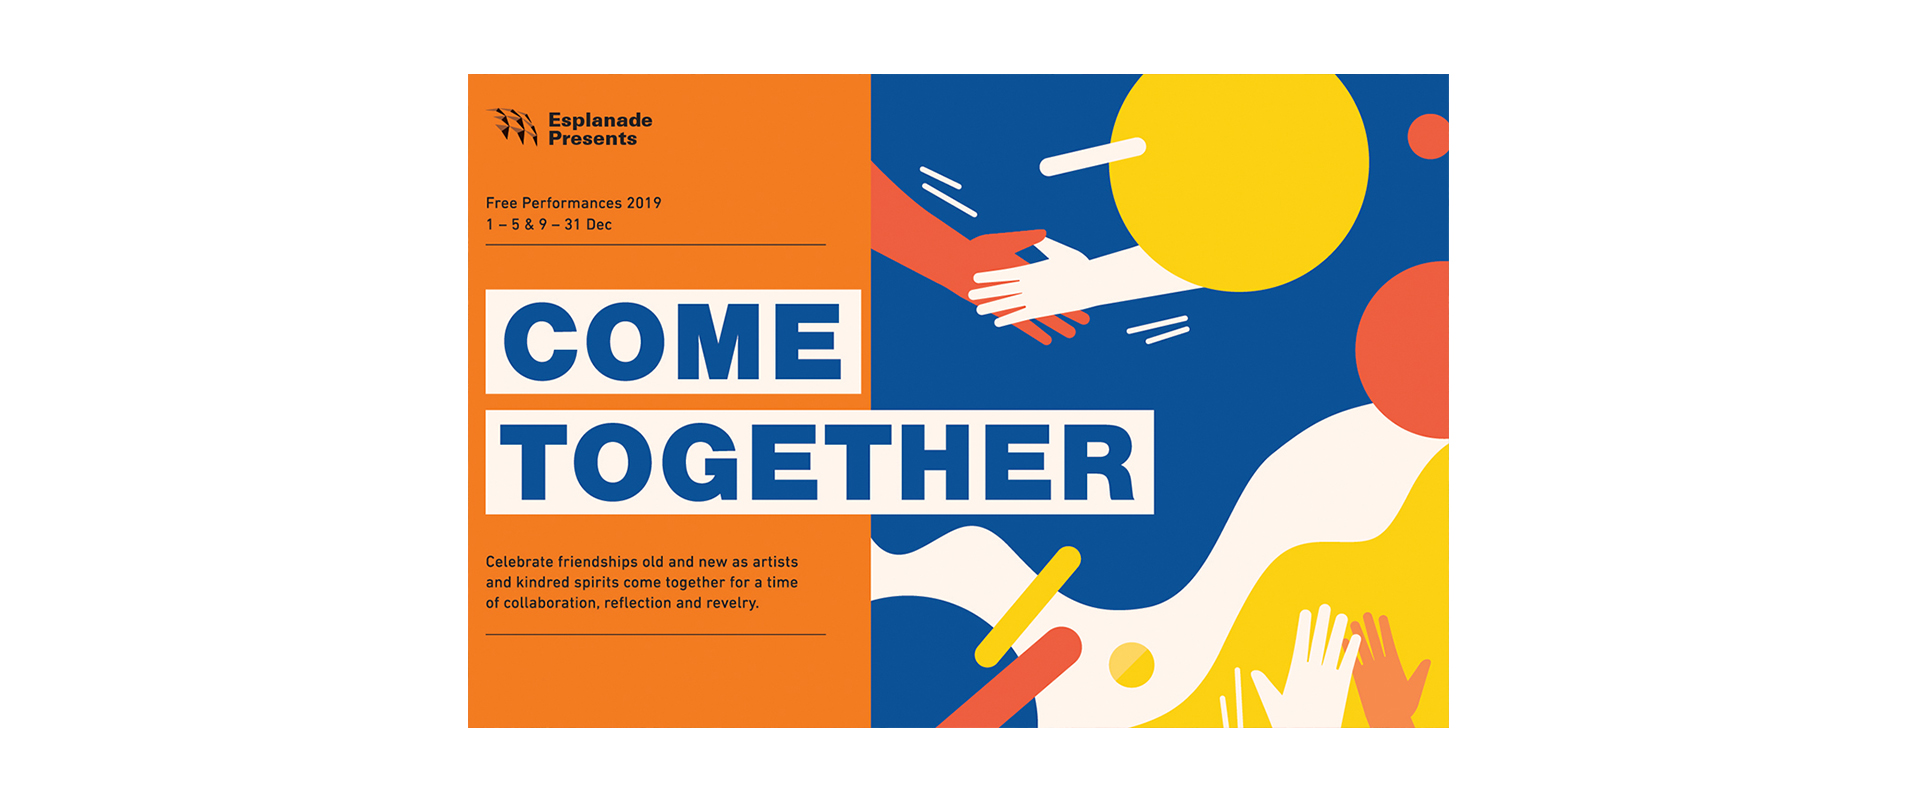 Esplanade
Presents
Free Performances 2019
1 – 5 & 9 – 31 Dec
COME
TOGETHER
Celebrate friendships old and new as artists
and kindred spirits come together for a time
of collaboration, reflection and revelry.